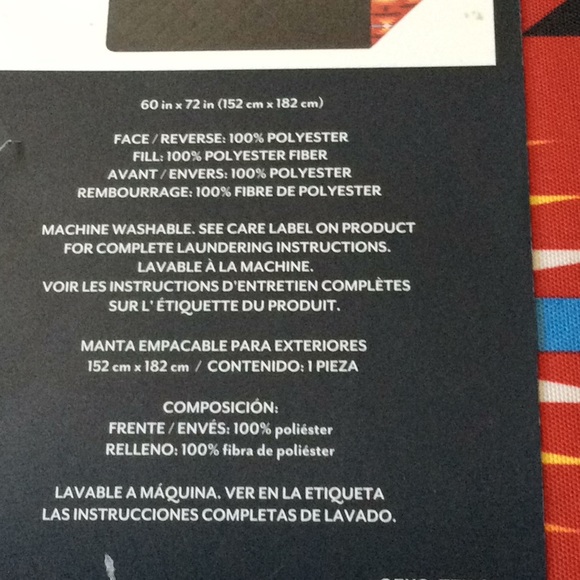 60 in x 72 in (152 cm x 182 cm)
FACE / REVERSE: 100% POLYESTER
FILL: 100% POLYESTER FIBER
AVANT / ENVERS: 100% POLYESTER
REMBOURRAGE: 100% FIBRE DE POLYESTER
MACHINE WASHABLE. SEE CARE LABEL ON PRODUCT
FOR COMPLETE LAUNDERING INSTRUCTIONS.
LAVABLE À LA MACHINE.
VOIR LES INSTRUCTIONS D'ENTRETIEN COMPLÈTES
SUR L' ÉTIQUETTE DU PRODUIT.
MANTA EMPACABLE PARA EXTERIORES
152 cm x 182 cm / CONTENIDO: 1 PIEZA
COMPOSICIÓN:
FRENTE / ENVÉS: 100% poliéster
RELLENO: 100% fibra de poliéster
LAVABLE A MÁQUINA. VER EN LA ETIQUETA
LAS INSTRUCCIONES COMPLETAS DE LAVADO.